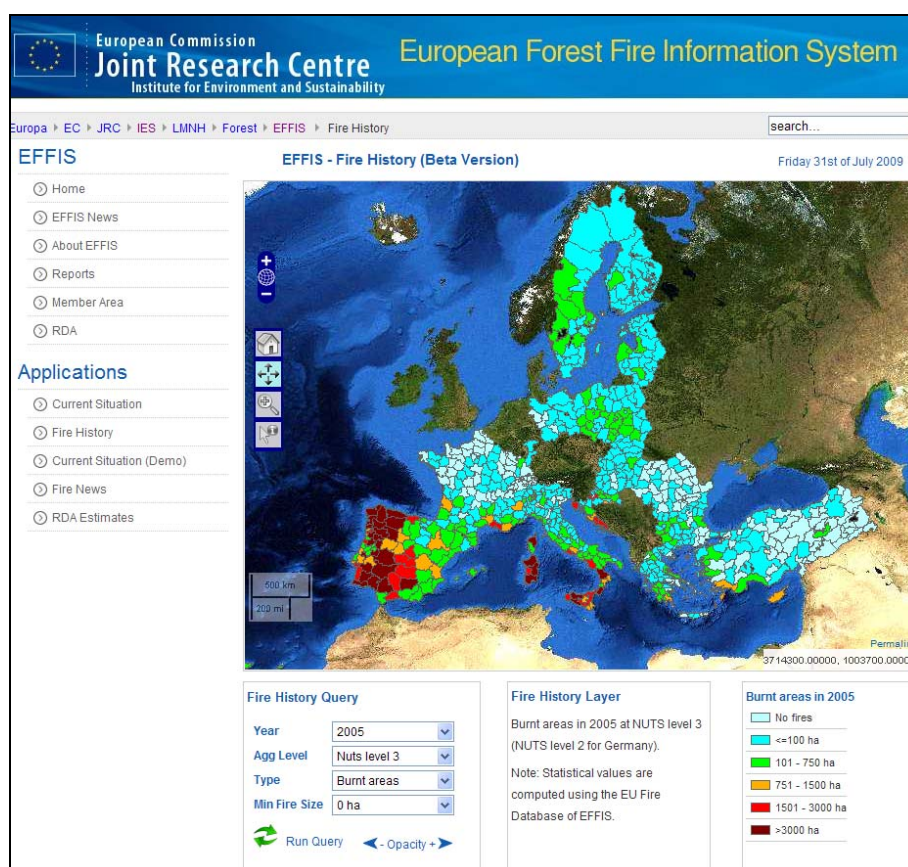 European Commission
Joint Research Centre
Institute for Environment and Sustainability
European Forest Fire Information System
Europa EC JRC IES LMNH Forest EFFIS Fire History
search...
EFFIS
Home
EFFIS News
About EFFIS
Reports
Member Area
RDA
Applications
Current Situation
Fire History
Current Situation (Demo)
Fire News
RDA Estimates
EFFIS - Fire History (Beta Version)
Friday 31st of July 2009
+
−
500 km
200 mi
Permali
3714300.00000, 1003700.0000
Fire History Query
Year 2005
Agg Level Nuts level 3
Type Burnt areas
Min Fire Size 0 ha
Run Query - Opacity +
Fire History Layer
Burnt areas in 2005 at NUTS level 3
(NUTS level 2 for Germany).
Note: Statistical values are
computed using the EU Fire
Database of EFFIS.
Burnt areas in 2005
No fires
<=100 ha
101 - 750 ha
751 - 1500 ha
1501 - 3000 ha
>3000 ha